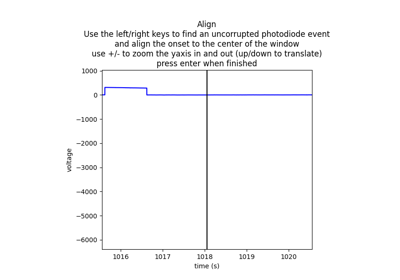 Align
Use the left/right keys to find an uncorrupted photodiode event
and align the onset to the center of the window
use +/- to zoom the yaxis in and out (up/down to translate)
press enter when finished
1000
0
−1000
−2000
−3000
−4000
−5000
−6000
voltage
1016 1017 1018 1019 1020
time (s)